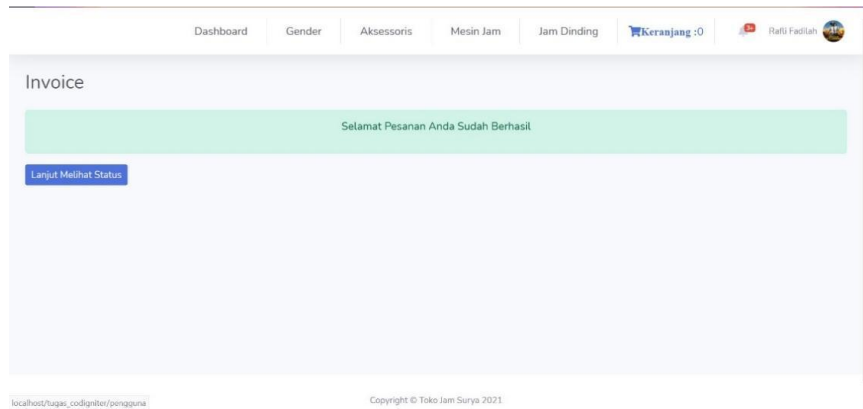 Dashboard Gender Aksessoris Mesin Jam Jam Dinding Keranjang :0 3+ Rafli Fadilah
Invoice
Selamat Pesanan Anda Sudah Berhasil
Lanjut Melihat Status
Copyright © Toko Jam Surya 2021
localhost/tugas_codigniter/pengguna